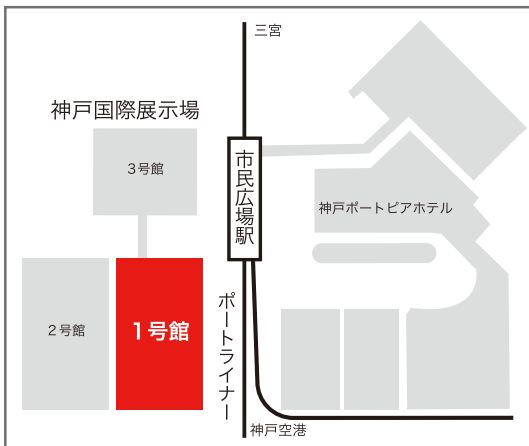 三宮
神戸国際展示場
市民広場駅
3号館
神戸ポートピアホテル
2号館
1号館
ポートライナー
神戸空港